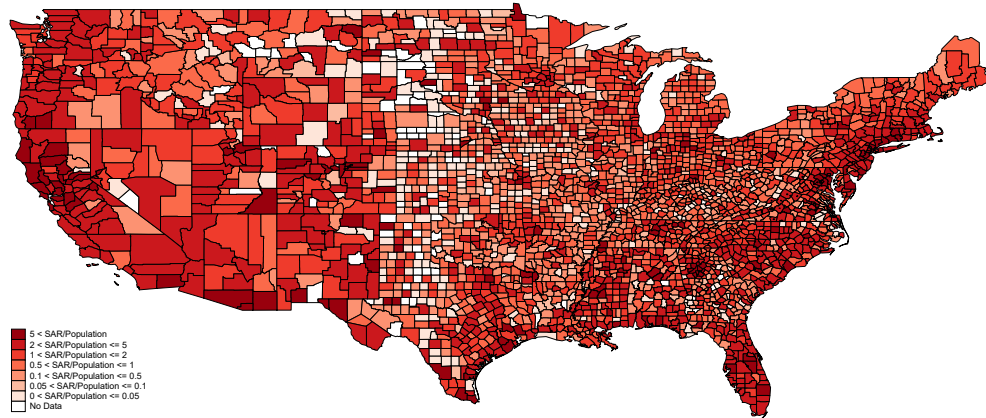 5 < SAR/Population
2 < SAR/Population <= 5
1 < SAR/Population <= 2
0.5 < SAR/Population <= 1
0.1 < SAR/Population <= 0.5
0.05 < SAR/Population <= 0.1
0 < SAR/Population <= 0.05
No Data